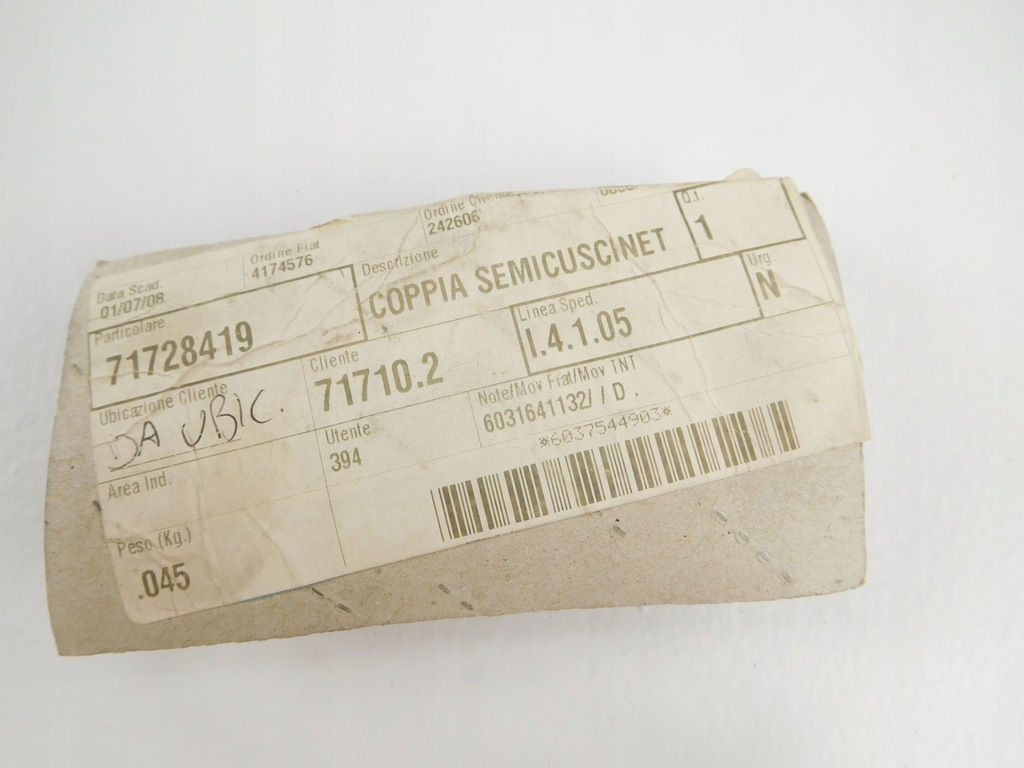 Data Scad.
01/07/08
Ordine Fiat
4174576
Ordine
242606
Particolare
71728419
Descrizione
COPPIA SEMICUSCINET
Q.T.
1
Ubicazione Cliente
DA UBIC.
Cliente
71710.2
Linea Sped.
I.4.1.05
Urg.
N
Area Ind.
Utente
394
Note/Mov Fiat/Mov TNT
6031641132/ / D .
*6037544903*
Peso (Kg.)
.045